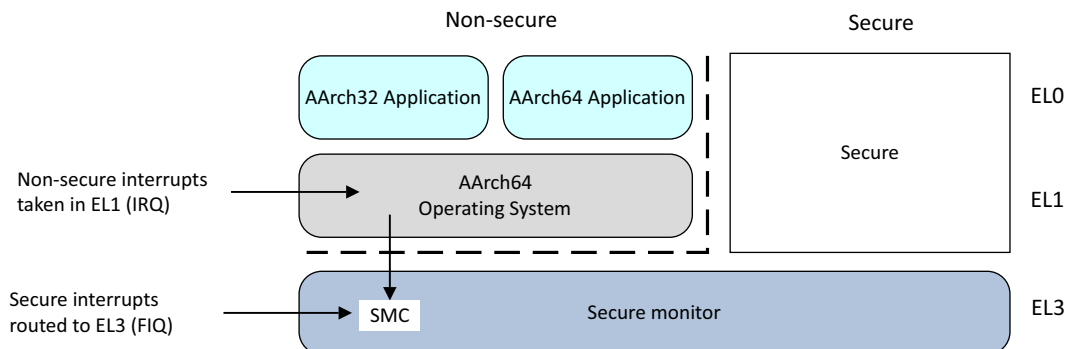 Non-secure
Secure
AArch32 Application
AArch64 Application
EL0
Secure
Non-secure interrupts
taken in EL1 (IRQ)
AArch64
Operating System
EL1
Secure interrupts
routed to EL3 (FIQ)
SMC
Secure monitor
EL3